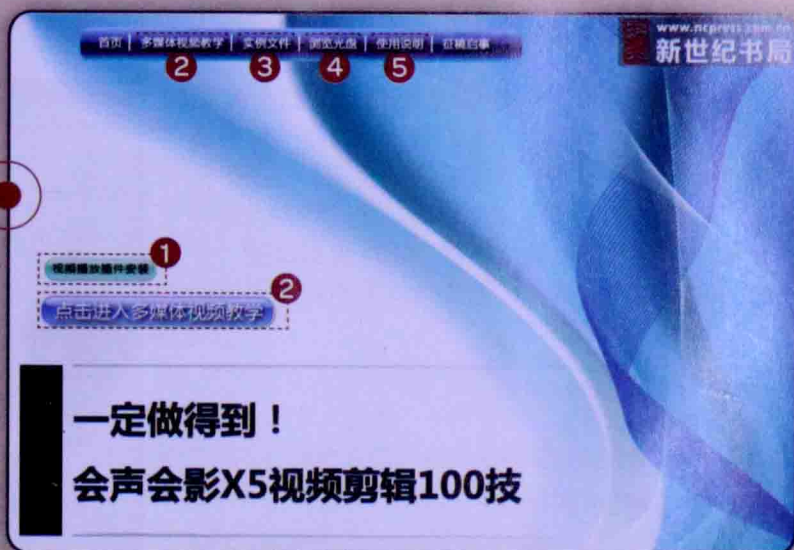 www.ncpress.com.cn
新世纪书局
首页 | 多媒体视频教学 | 实例文件 | 浏览光盘 | 使用说明 | 征稿启事
2 3 4 5
1
视频播放插件安装
2
点击进入多媒体视频教学
一定做得到！
会声会影X5视频剪辑100技